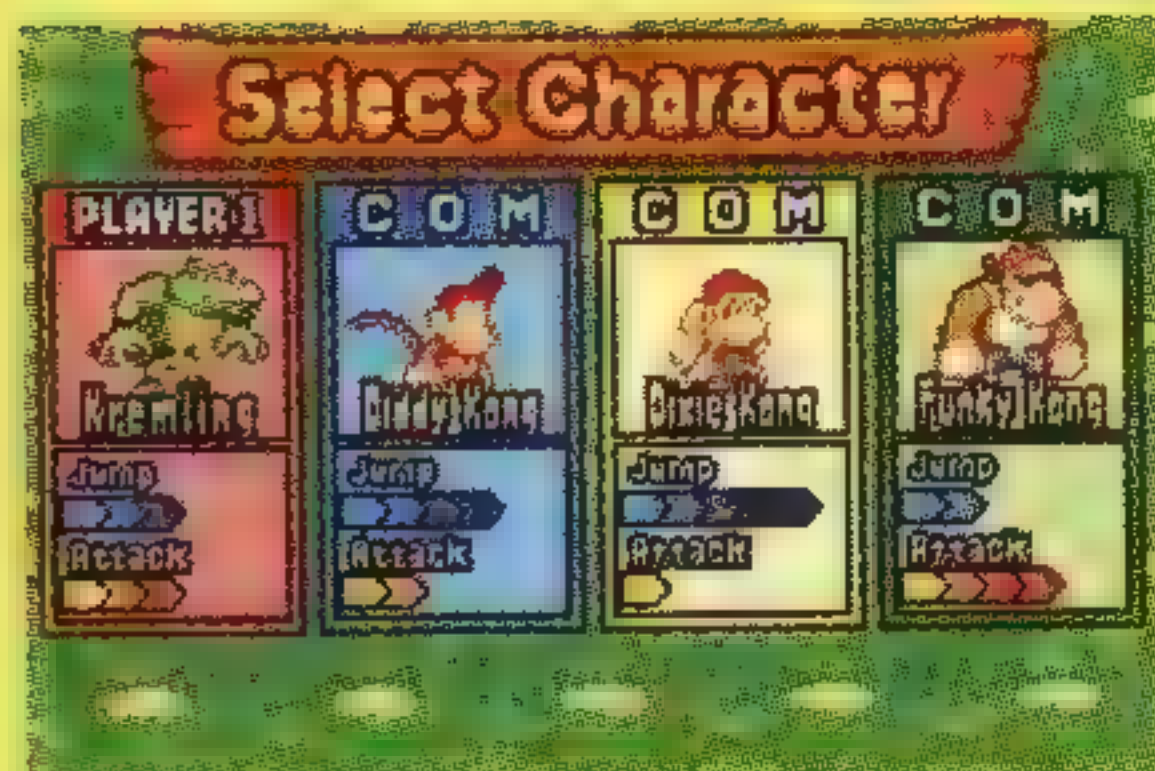 Select Character
PLAYER 1
COM
COM
COM
Kremling
Diddy Kong
Dixie Kong
Funky Kong
Jump
Jump
Jump
Jump
Attack
Attack
Attack
Attack